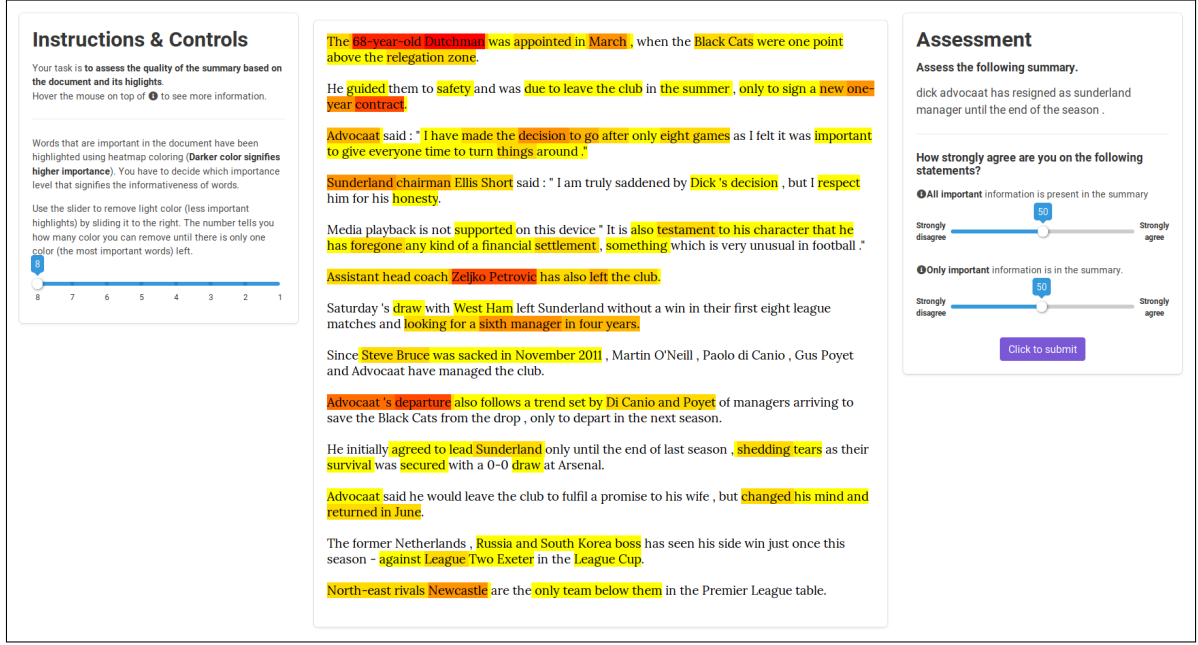 Instructions & Controls
Your task is to assess the quality of the summary based on
the document and its higlights.
Hover the mouse on top of i to see more information.
Words that are important in the document have been
highlighted using heatmap coloring (Darker color signifies
higher importance). You have to decide which importance
level that signifies the informativeness of words.
Use the slider to remove light color (less important
highlights) by sliding it to the right. The number tells you
how many color you can remove until there is only one
color (the most important words) left.
8
8 7 6 5 4 3 2 1
The 68-year-old Dutchman was appointed in March , when the Black Cats were one point
above the relegation zone.
He guided them to safety and was due to leave the club in the summer , only to sign a new one-
year contract.
Advocaat said : " I have made the decision to go after only eight games as I felt it was important
to give everyone time to turn things around ."
Sunderland chairman Ellis Short said : " I am truly saddened by Dick 's decision , but I respect
him for his honesty.
Media playback is not supported on this device " It is also testament to his character that he
has foregone any kind of a financial settlement , something which is very unusual in football ."
Assistant head coach Zeljko Petrovic has also left the club.
Saturday 's draw with West Ham left Sunderland without a win in their first eight league
matches and looking for a sixth manager in four years.
Since Steve Bruce was sacked in November 2011 , Martin O'Neill , Paolo di Canio , Gus Poyet
and Advocaat have managed the club.
Advocaat 's departure also follows a trend set by Di Canio and Poyet of managers arriving to
save the Black Cats from the drop , only to depart in the next season.
He initially agreed to lead Sunderland only until the end of last season , shedding tears as their
survival was secured with a 0-0 draw at Arsenal.
Advocaat said he would leave the club to fulfil a promise to his wife , but changed his mind and
returned in June.
The former Netherlands , Russia and South Korea boss has seen his side win just once this
season - against League Two Exeter in the League Cup.
North-east rivals Newcastle are the only team below them in the Premier League table.
Assessment
Assess the following summary.
dick advocaat has resigned as sunderland
manager until the end of the season .
How strongly agree are you on the following
statements?
i All important information is present in the summary
50
Strongly disagree
Strongly agree
i Only important information is in the summary.
50
Strongly disagree
Strongly agree
Click to submit